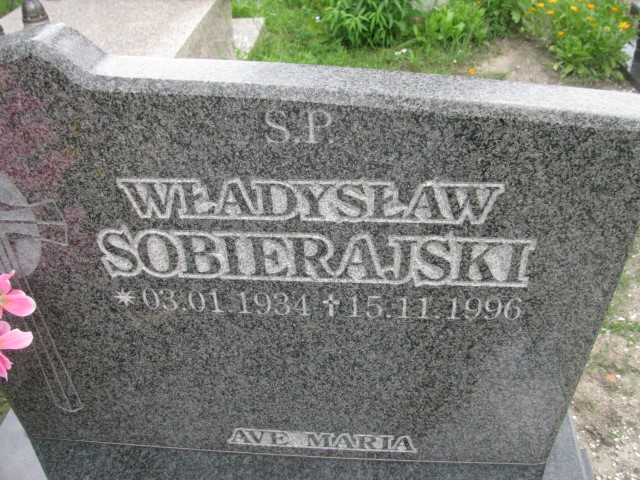 Ś.P.
WŁADYSŁAW
SOBIERAJSKI
* 03.01.1934 † 15.11.1996
AVE MARIA